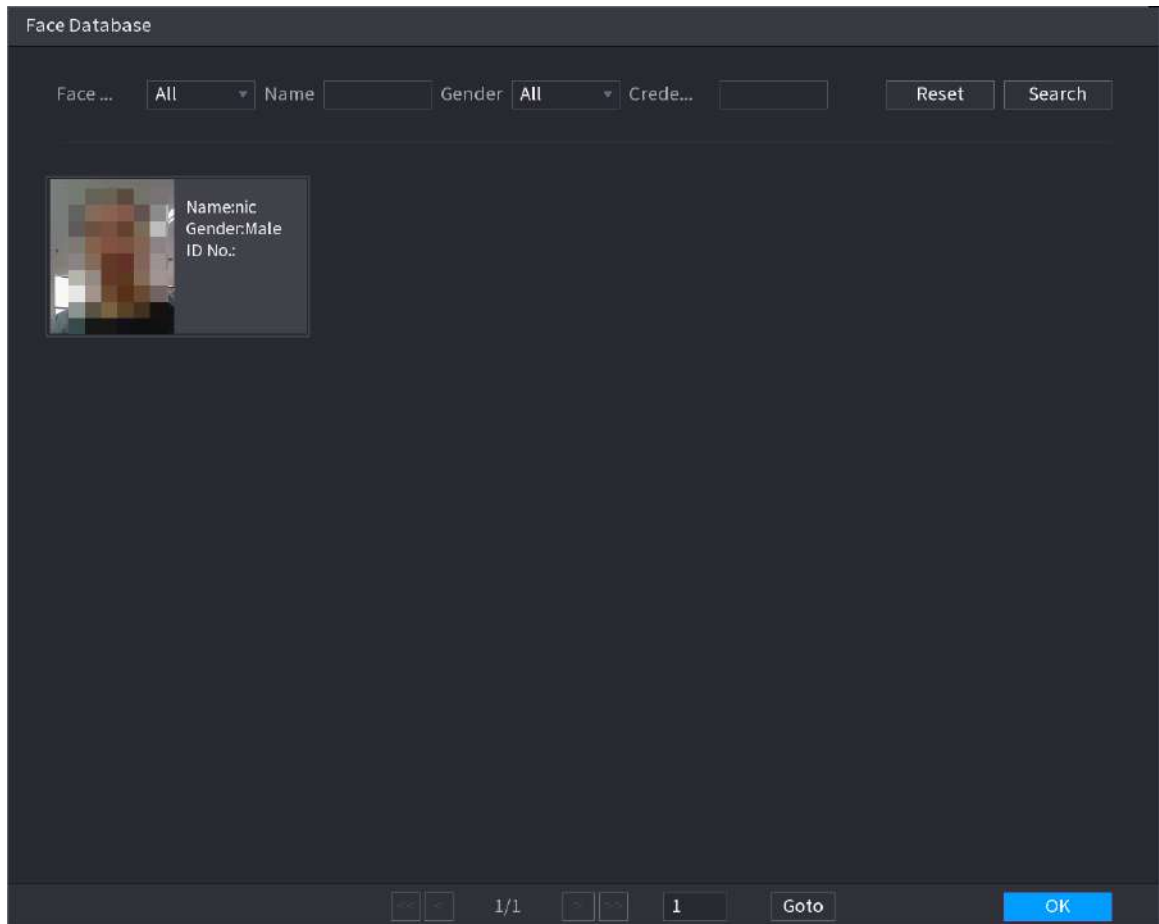 Face Database
Face ... All Name Gender All Crede... Reset Search
Name:nic
Gender:Male
ID No.:
<< < 1/1 > >> 1 Goto OK